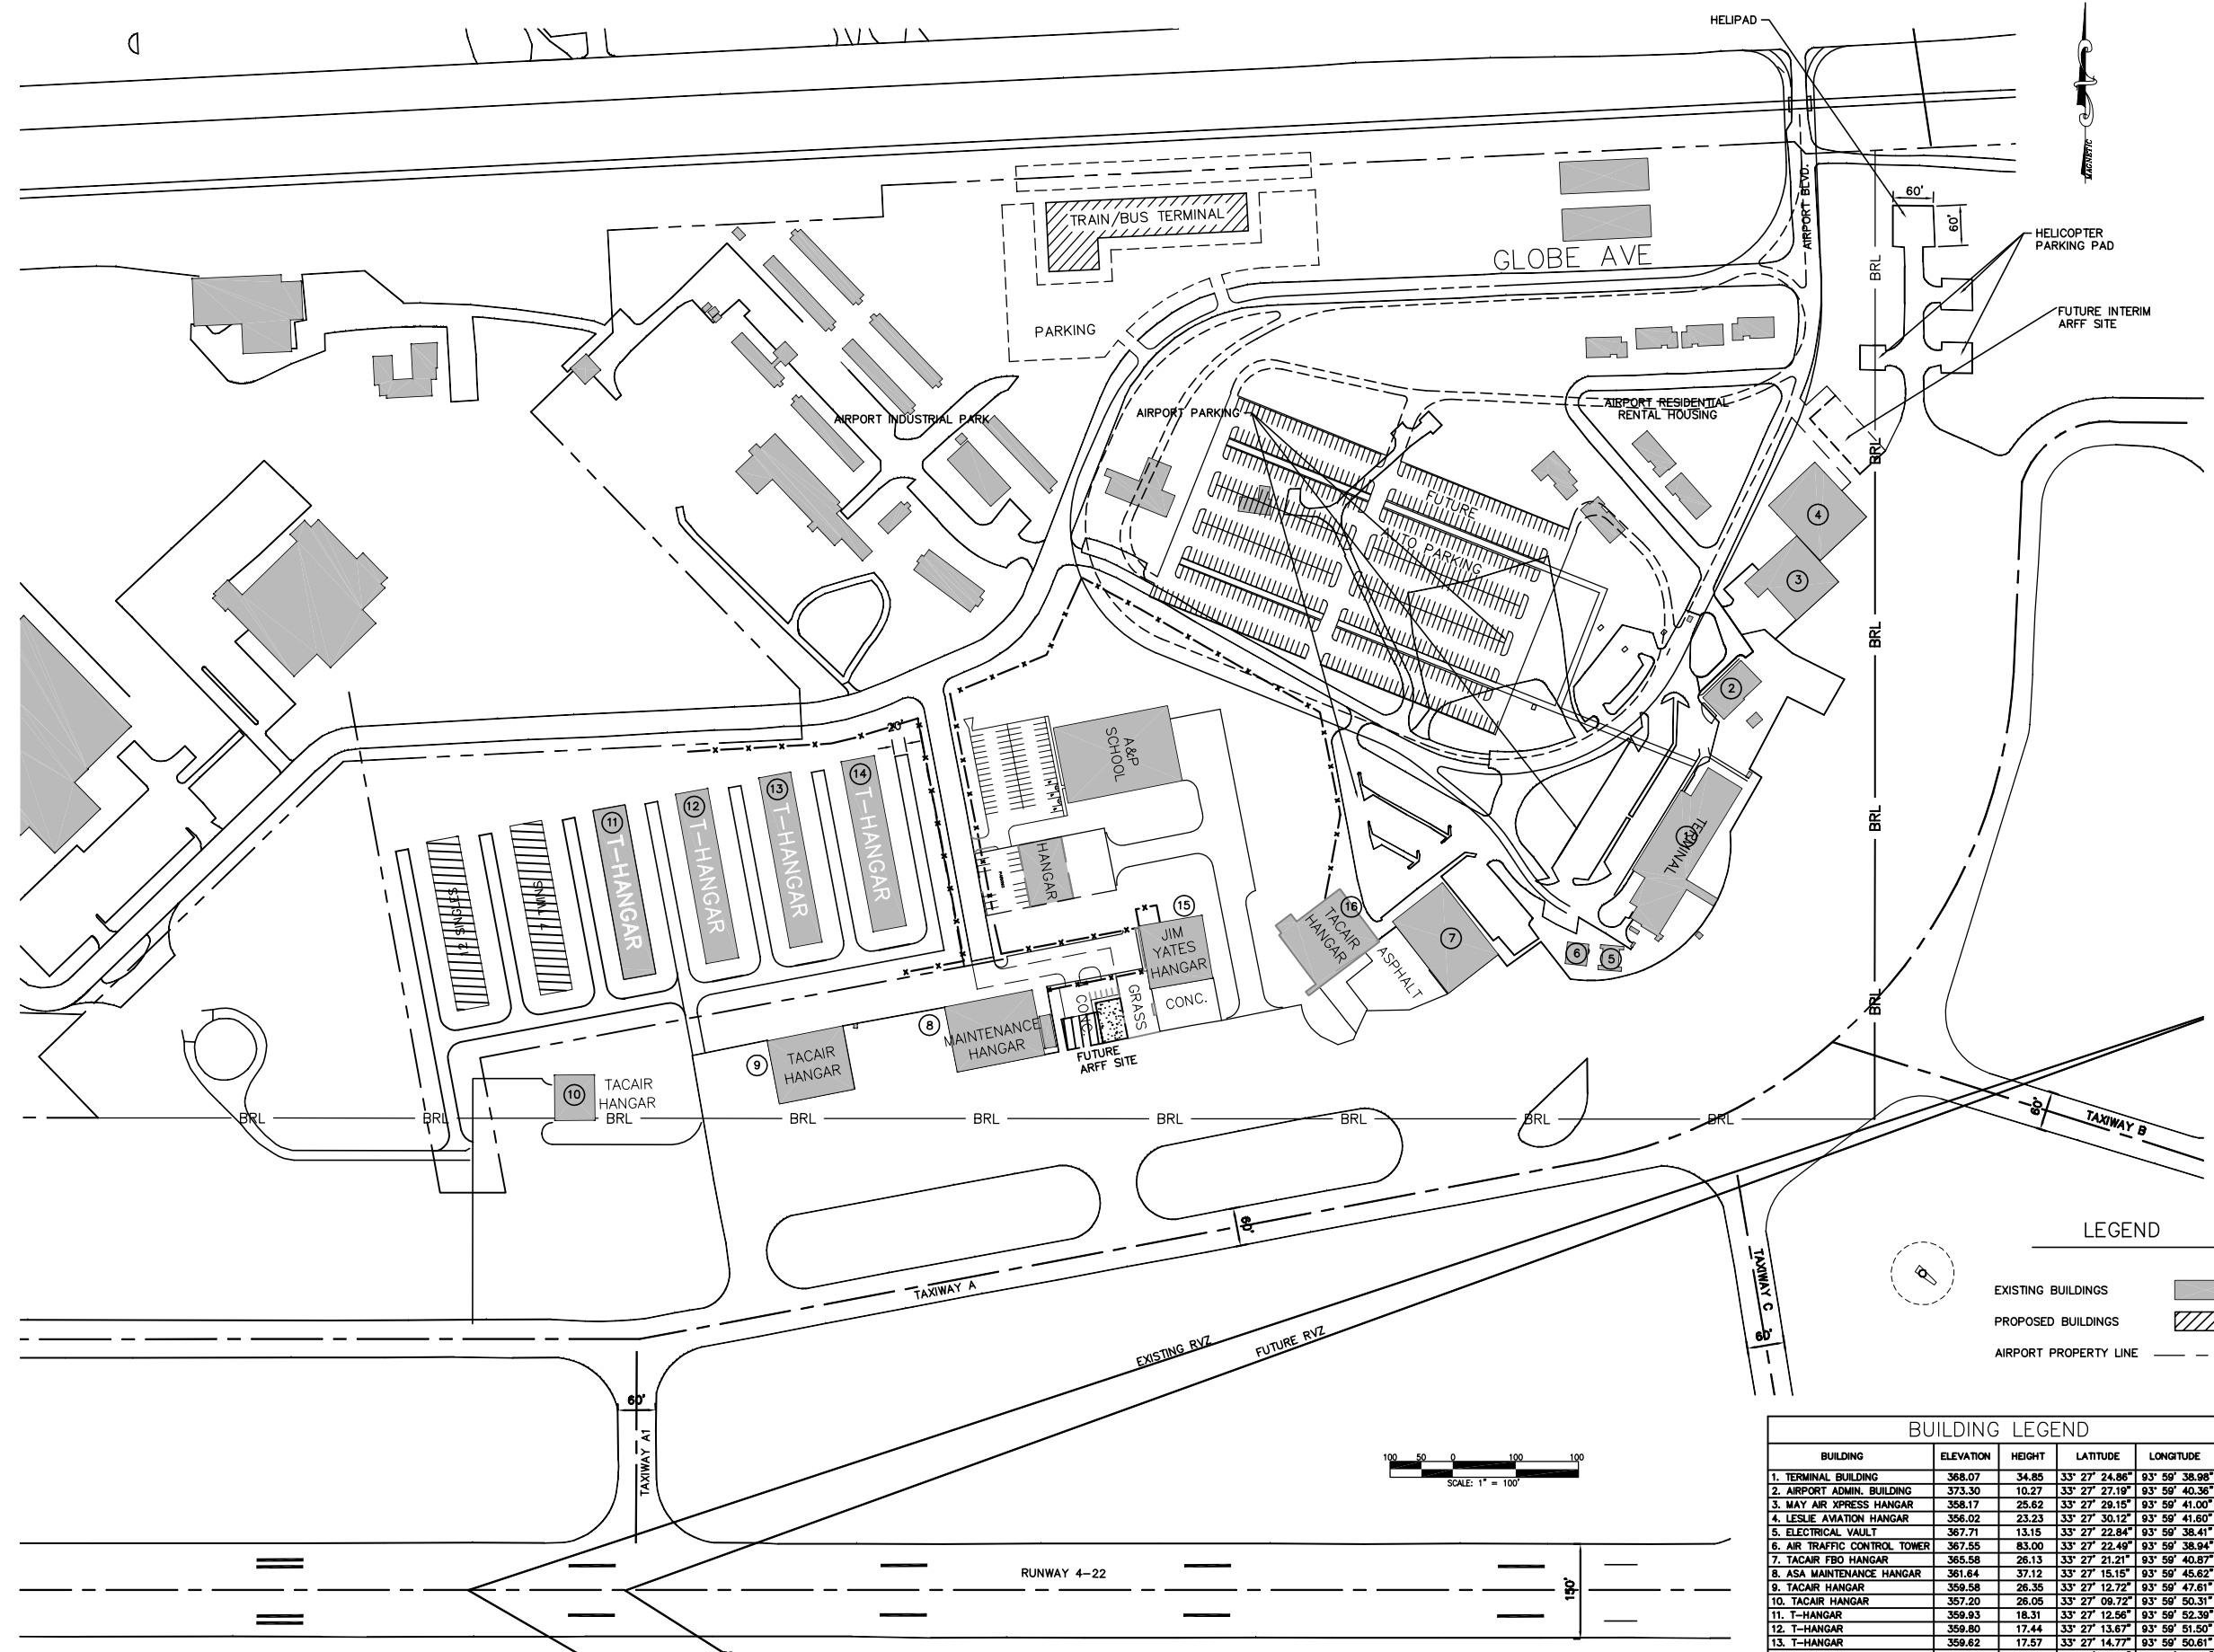 HELIPAD
MAGNETIC
60'
60'
HELICOPTER
PARKING PAD
TRAIN/BUS TERMINAL
GLOBE AVE
AIRPORT BLVD.
BRL
FUTURE INTERIM
ARFF SITE
PARKING
AIRPORT INDUSTRIAL PARK
AIRPORT PARKING
AIRPORT RESIDENTIAL
RENTAL HOUSING
BRL
FUTURE
AUTO PARKING
4
3
BRL
2
20'
A&P
SCHOOL
14
13
12
11
T-HANGAR
T-HANGAR
T-HANGAR
T-HANGAR
12 SINGLES
7 TWINS
HANGAR
BRL
1
TERMINAL
15
16
JIM
YATES
HANGAR
TACAIR
HANGAR
7
6
5
ASPHALT
CONC.
GRASS
CONC.
BRL
8
MAINTENANCE
HANGAR
FUTURE
ARFF SITE
9
TACAIR
HANGAR
10
TACAIR
HANGAR
BRL
BRL
BRL
BRL
BRL
BRL
BRL
BRL
BRL
60'
TAXIWAY B
60'
TAXIWAY A
TAXIWAY C
60'
EXISTING RVZ
FUTURE RVZ
LEGEND
EXISTING BUILDINGS
PROPOSED BUILDINGS
AIRPORT PROPERTY LINE
60'
TAXIWAY A1
100 50 0 100 100
SCALE: 1" = 100'
RUNWAY 4-22
150'
BUILDING LEGEND
BUILDING ELEVATION HEIGHT LATITUDE LONGITUDE
1. TERMINAL BUILDING 368.07 34.85 33° 27' 24.86" 93° 59' 38.98"
2. AIRPORT ADMIN. BUILDING 373.30 10.27 33° 27' 27.19" 93° 59' 40.36"
3. MAY AIR XPRESS HANGAR 358.17 25.62 33° 27' 29.15" 93° 59' 41.00"
4. LESLIE AVIATION HANGAR 356.02 23.23 33° 27' 30.12" 93° 59' 41.60"
5. ELECTRICAL VAULT 367.71 13.15 33° 27' 22.84" 93° 59' 38.41"
6. AIR TRAFFIC CONTROL TOWER 367.55 83.00 33° 27' 22.49" 93° 59' 38.94"
7. TACAIR FBO HANGAR 365.58 26.13 33° 27' 21.21" 93° 59' 40.87"
8. ASA MAINTENANCE HANGAR 361.64 37.12 33° 27' 15.15" 93° 59' 45.62"
9. TACAIR HANGAR 359.58 26.35 33° 27' 12.72" 93° 59' 47.61"
10. TACAIR HANGAR 357.20 26.05 33° 27' 09.72" 93° 59' 50.31"
11. T-HANGAR 359.93 18.31 33° 27' 12.56" 93° 59' 52.39"
12. T-HANGAR 359.80 17.44 33° 27' 13.67" 93° 59' 51.50"
13. T-HANGAR 359.62 17.57 33° 27' 14.77" 93° 59' 50.61"